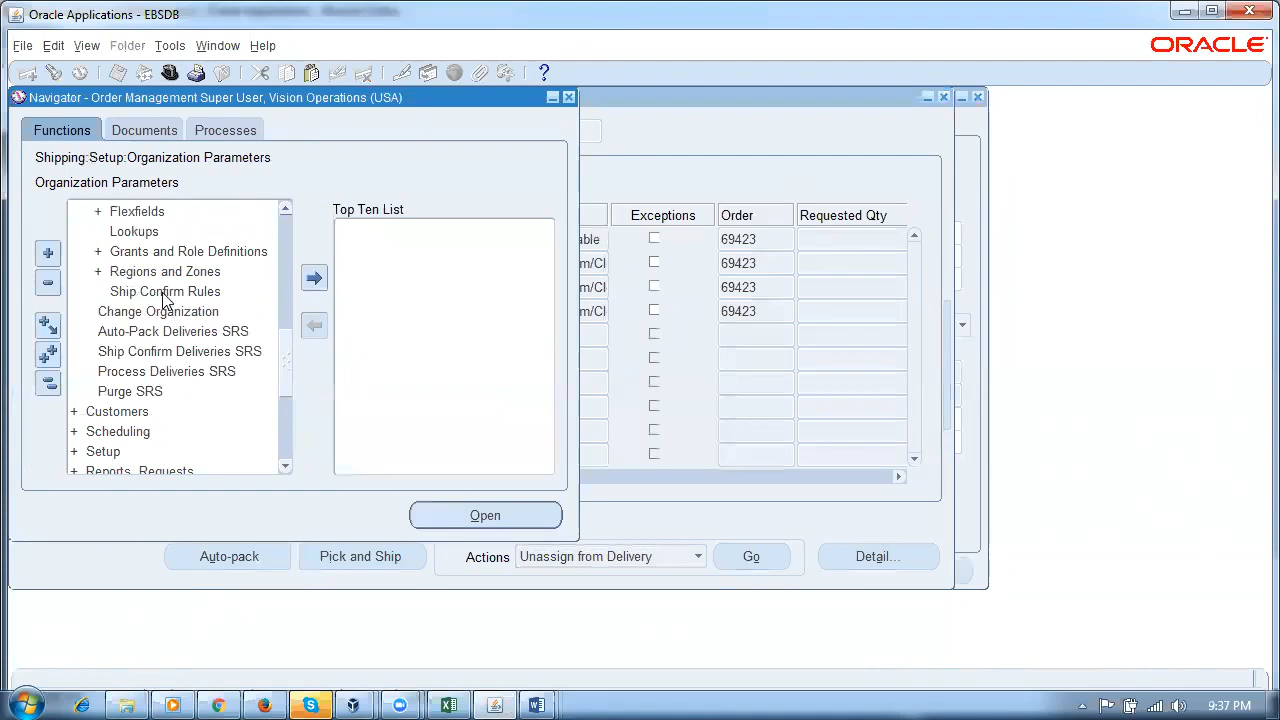 Oracle Applications - EBSDB
File Edit View Folder Tools Window Help
ORACLE
Navigator - Order Management Super User, Vision Operations (USA)
Functions Documents Processes
Shipping:Setup:Organization Parameters
Organization Parameters
Top Ten List
+ Flexfields
Lookups
+ Grants and Role Definitions
+ Regions and Zones
Ship Confirm Rules
Change Organization
Auto-Pack Deliveries SRS
Ship Confirm Deliveries SRS
Process Deliveries SRS
Purge SRS
+ Customers
+ Scheduling
+ Setup
+ Reports, Requests
Open
Exceptions Order Requested Qty
able 69423
m/Cl 69423
m/Cl 69423
m/Cl 69423
Auto-pack Pick and Ship Actions Unassign from Delivery Go Detail...
9:37 PM